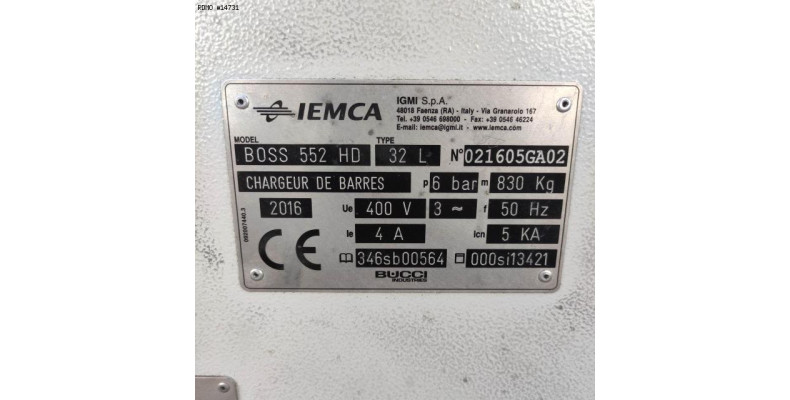 PDMO #14731
IEMCA
IGMI S.p.A.
48018 Faenza (RA) - Italy - Via Granarolo 167
Tel. +39 0546 698000 - Fax: +39 0546 46224
E-mail: iemca@igmi.it - www.iemca.com
MODEL TYPE
BOSS 552 HD 32 L N° 021605GA02
CHARGEUR DE BARRES p 6 bar m 830 Kg
2016 Ue 400 V 3 ~ f 50 Hz
Ie 4 A Icn 5 KA
CE
346sb00564 000si13421
BUCCI
INDUSTRIES